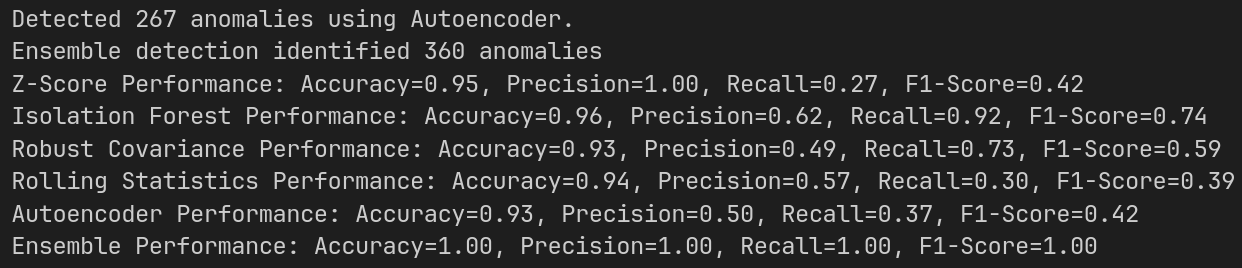 Detected 267 anomalies using Autoencoder.
Ensemble detection identified 360 anomalies
Z-Score Performance: Accuracy=0.95, Precision=1.00, Recall=0.27, F1-Score=0.42
Isolation Forest Performance: Accuracy=0.96, Precision=0.62, Recall=0.92, F1-Score=0.74
Robust Covariance Performance: Accuracy=0.93, Precision=0.49, Recall=0.73, F1-Score=0.59
Rolling Statistics Performance: Accuracy=0.94, Precision=0.57, Recall=0.30, F1-Score=0.39
Autoencoder Performance: Accuracy=0.93, Precision=0.50, Recall=0.37, F1-Score=0.42
Ensemble Performance: Accuracy=1.00, Precision=1.00, Recall=1.00, F1-Score=1.00